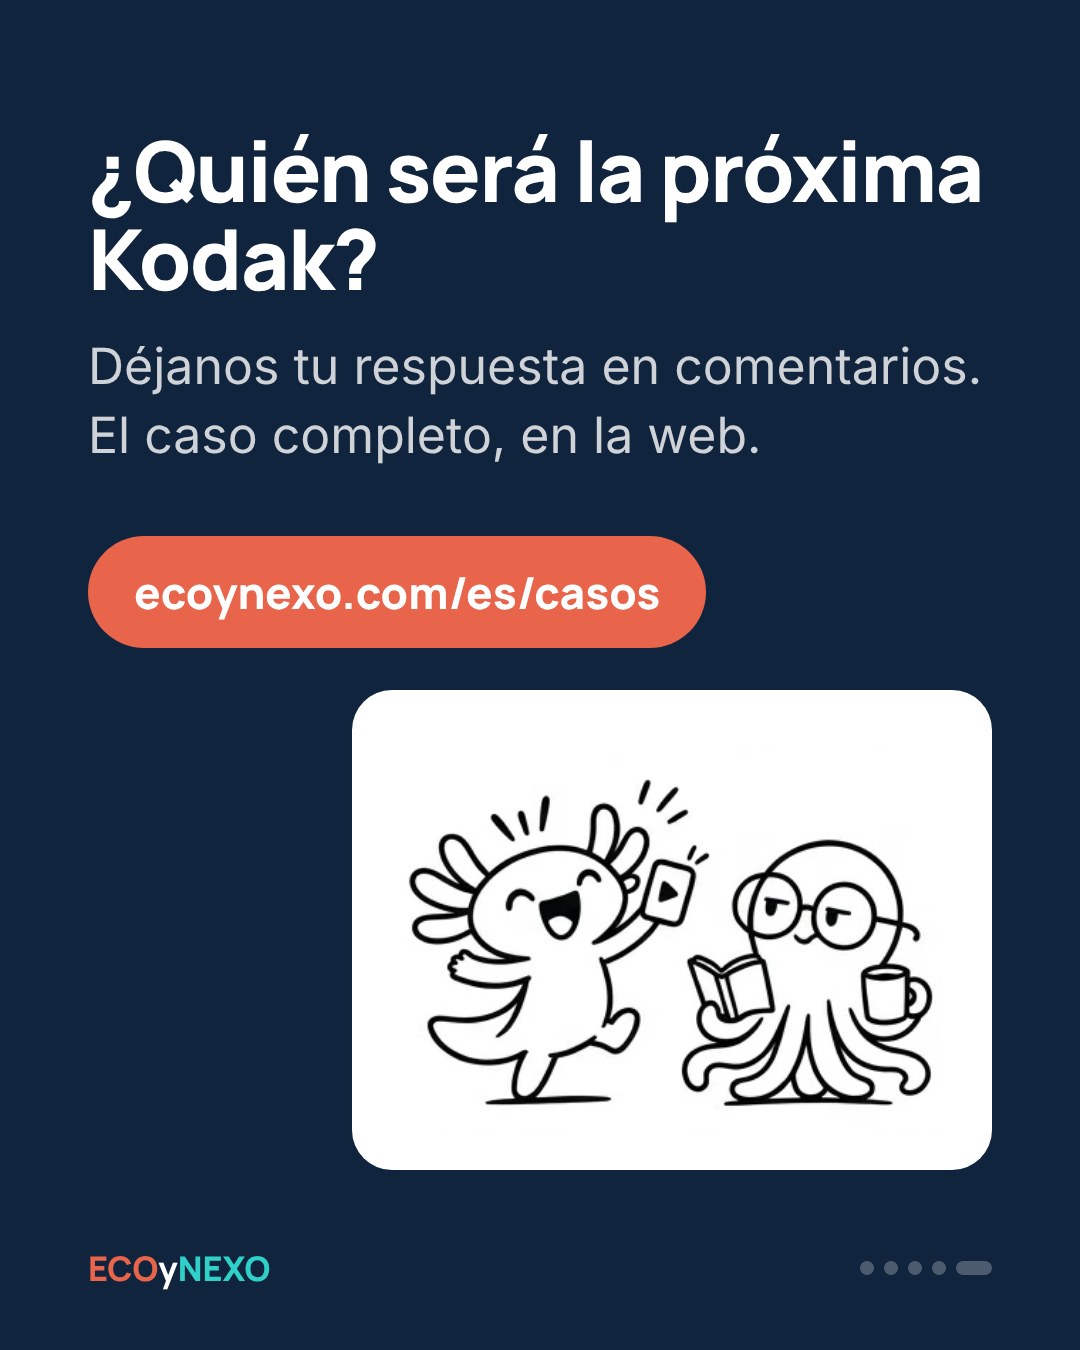 ¿Quién será la próxima
Kodak?
Déjanos tu respuesta en comentarios.
El caso completo, en la web.
ecoynexo.com/es/casos
ECOyNEXO